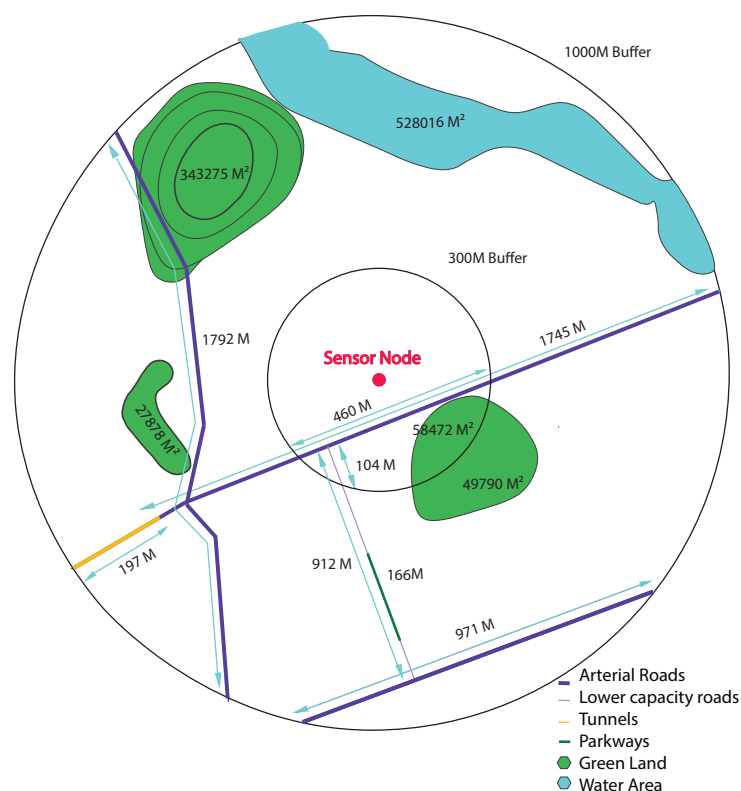 1000M Buffer
528016 M²
343275 M²
300M Buffer
1792 M
1745 M
Sensor Node
460 M
27878 M²
58472 M²
104 M
49790 M²
197 M
912 M
166M
971 M
Arterial Roads
Lower capacity roads
Tunnels
Parkways
Green Land
Water Area